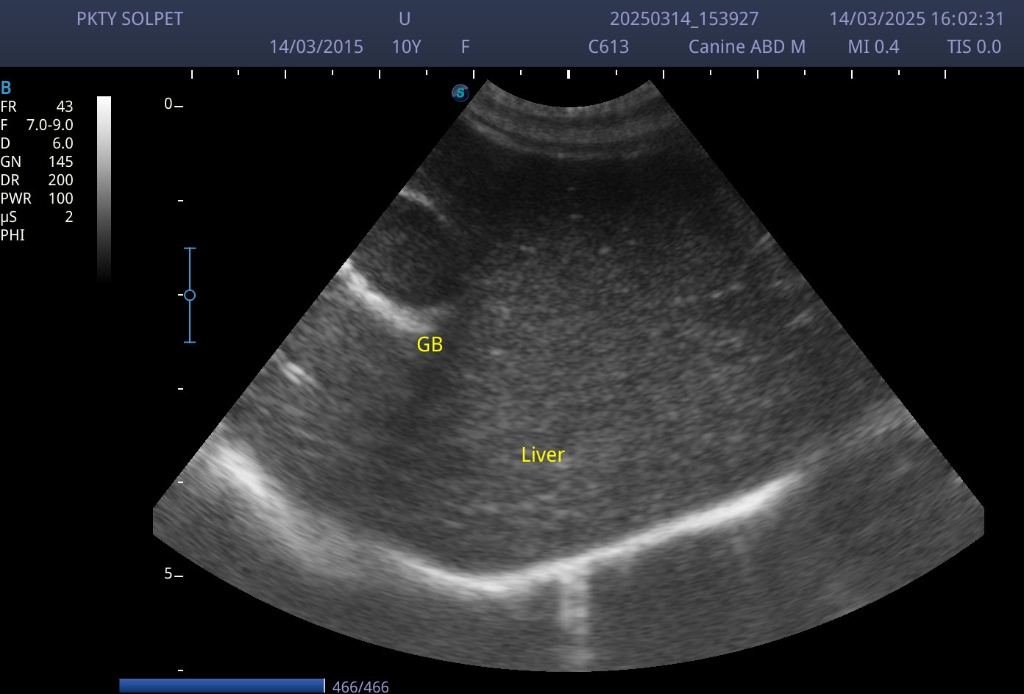 PKTY SOLPET U 20250314_153927 14/03/2025 16:02:31
14/03/2015 10Y F C613 Canine ABD M MI 0.4 TIS 0.0
B
FR 43
F 7.0-9.0
D 6.0
GN 145
DR 200
PWR 100
µS 2
PHI
S
0
GB
Liver
5
466/466